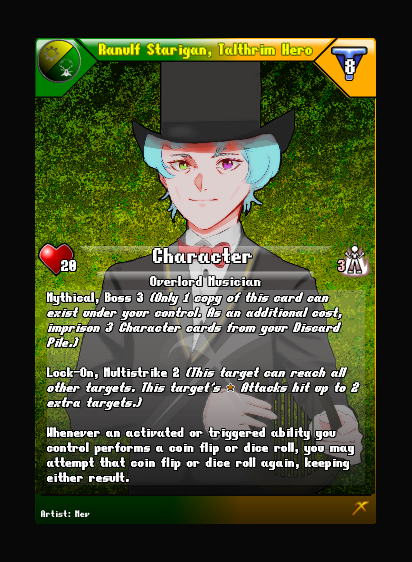 Ranulf Starigan, Talthrim Hero
8
Character
20
3
Overlord Musician
Mythical, Boss 3 (Only 1 copy of this card can
exist under your control. As an additional cost,
imprison 3 Character cards from your Discard
Pile.)
Lock-On, Multistrike 2 (This target can reach all
other targets. This target's Attacks hit up to 2
extra targets.)
Whenever an activated or triggered ability you
control performs a coin flip or dice roll, you may
attempt that coin flip or dice roll again, keeping
either result.
Artist: Mev